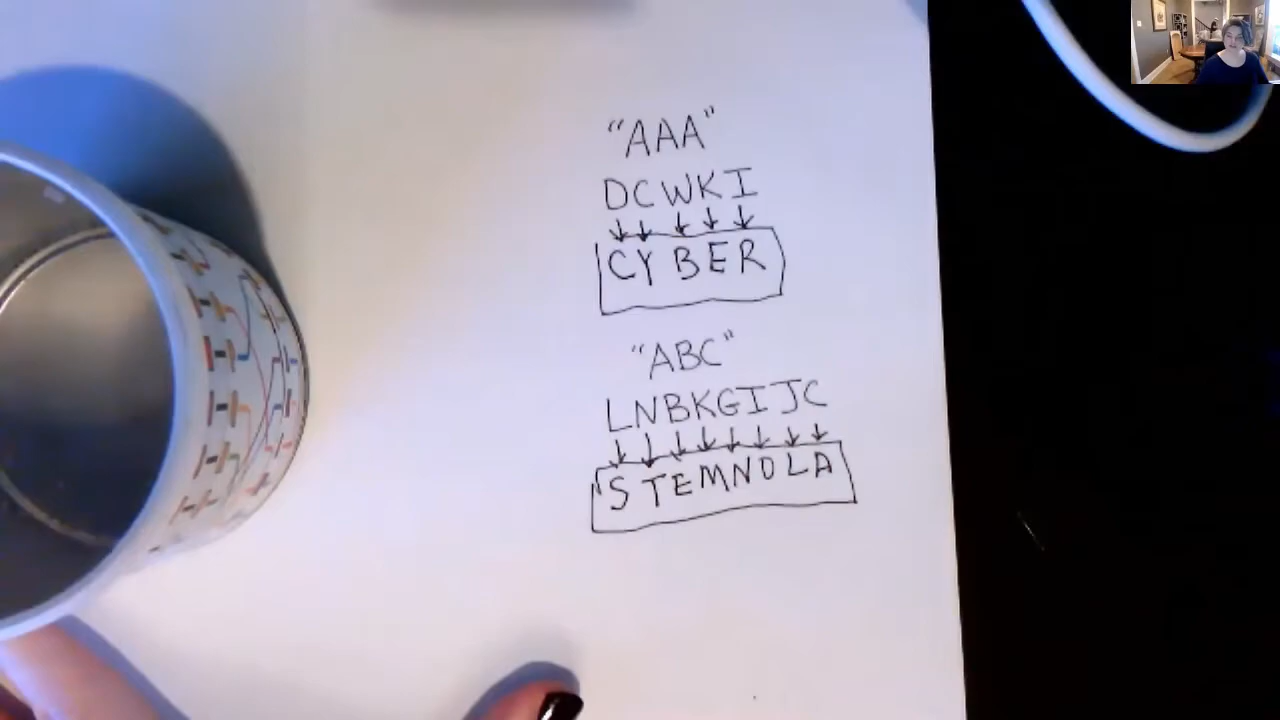 "AAA"
DCWKI
CYBER
"ABC"
LNBKGIJC
STEMNOLA